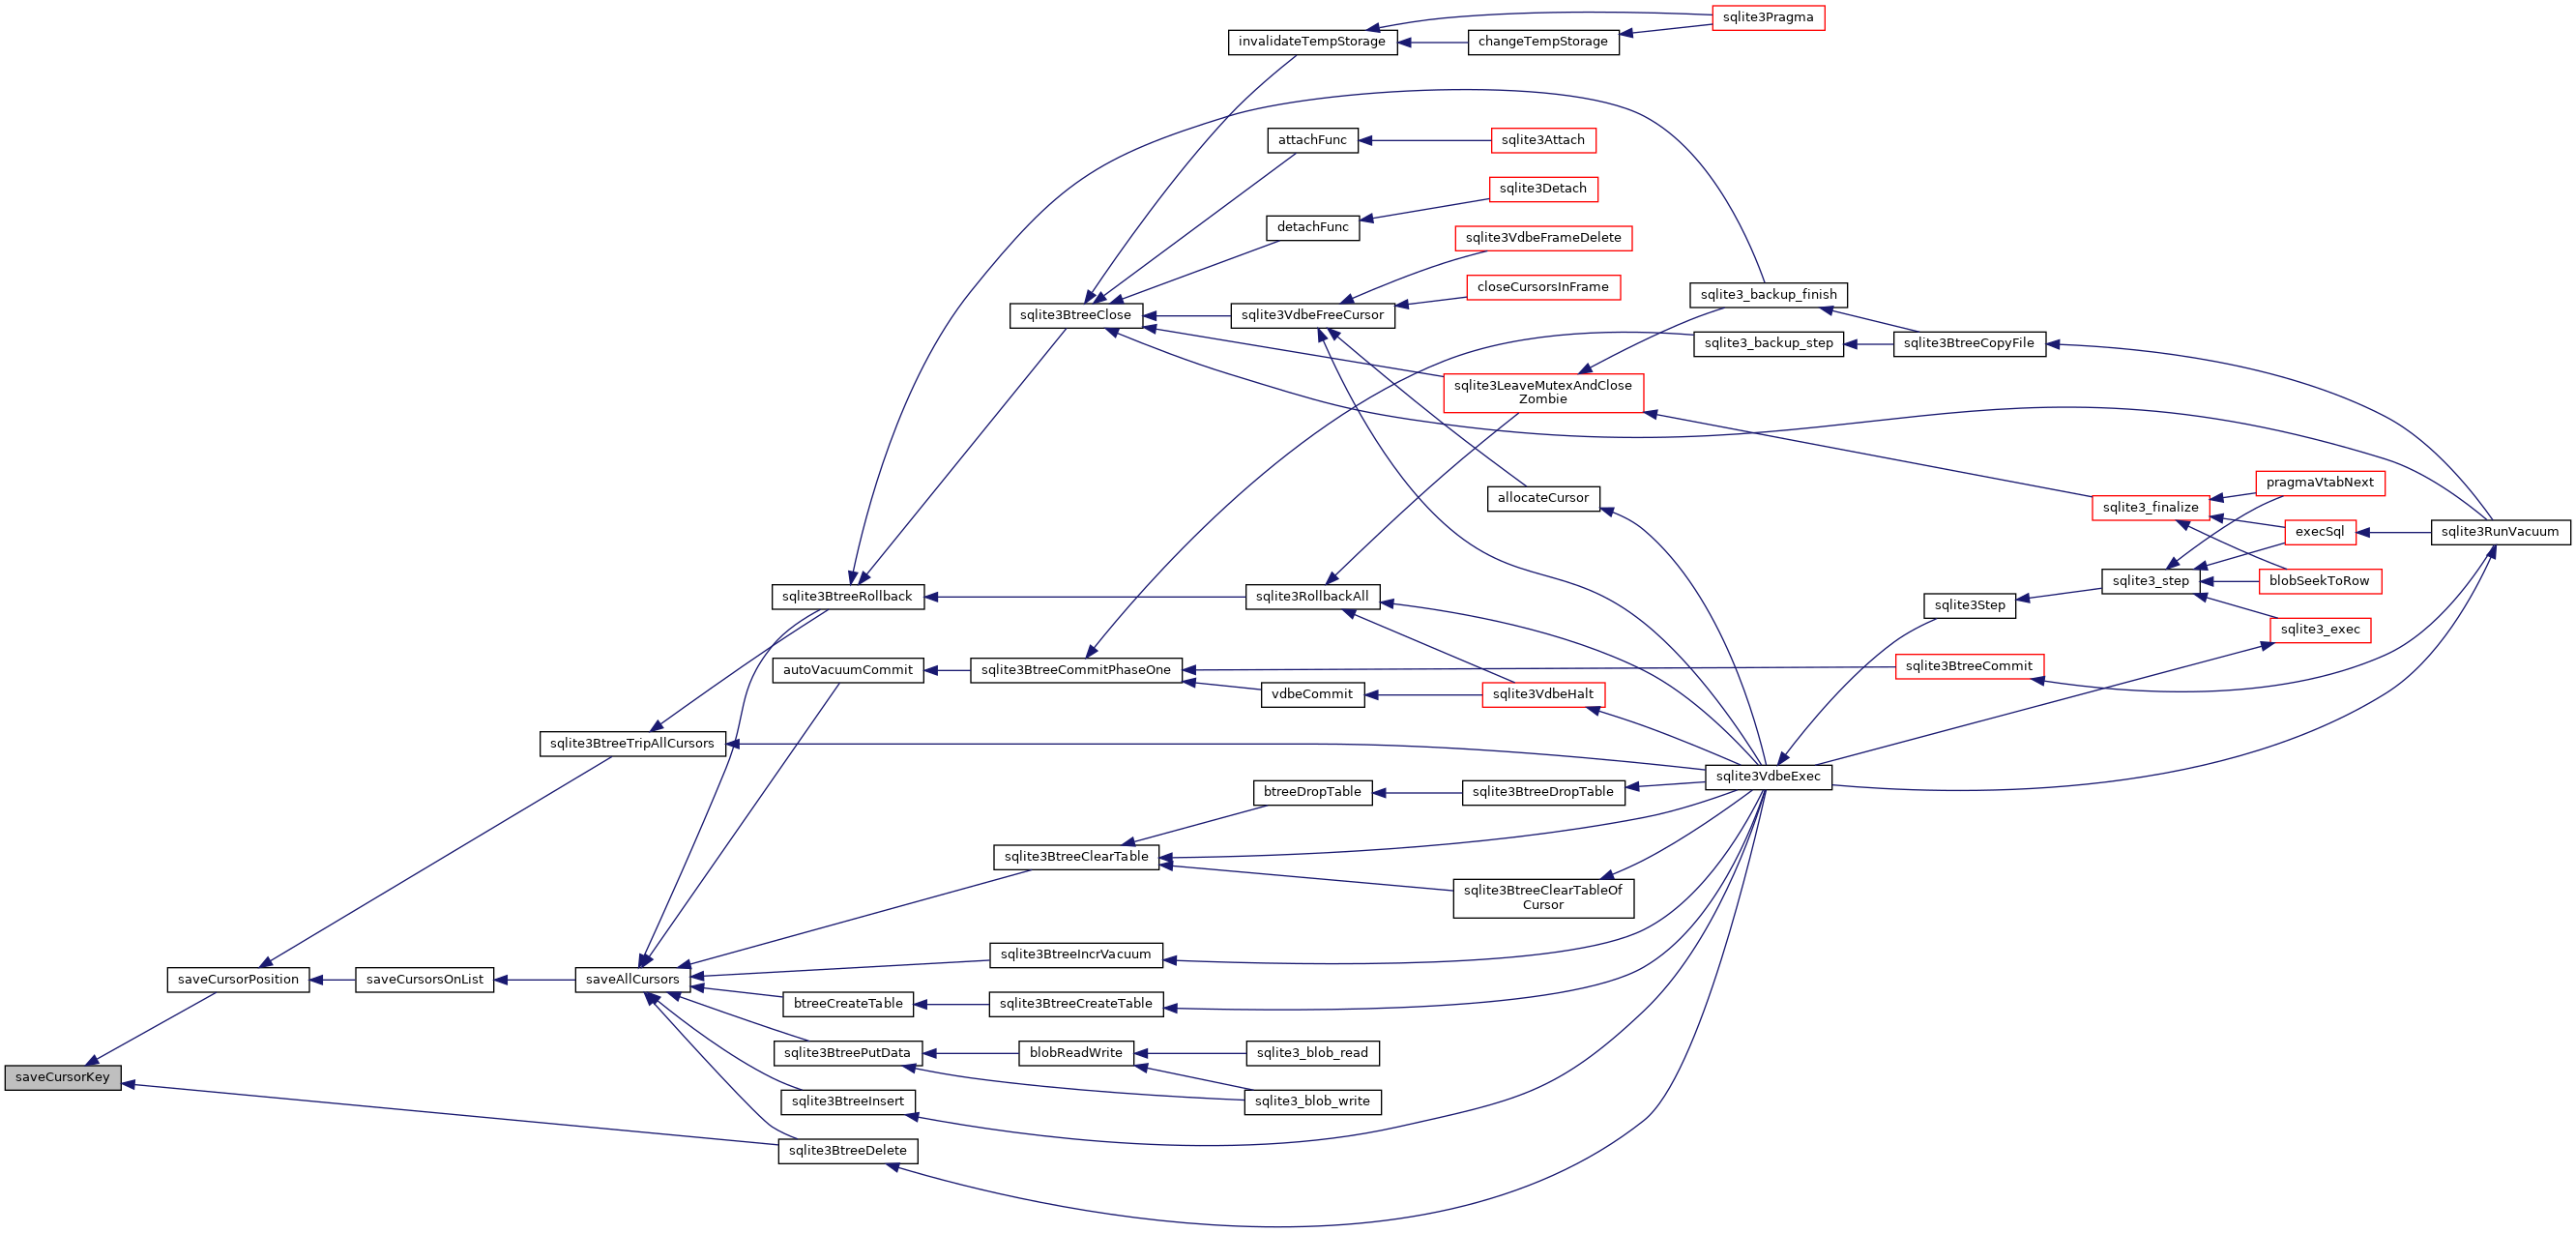 sqlite3Pragma
invalidateTempStorage
changeTempStorage
attachFunc
sqlite3Attach
sqlite3Detach
detachFunc
sqlite3VdbeFrameDelete
closeCursorsInFrame
sqlite3_backup_finish
sqlite3BtreeClose
sqlite3VdbeFreeCursor
sqlite3_backup_step
sqlite3BtreeCopyFile
sqlite3LeaveMutexAndClose
Zombie
pragmaVtabNext
allocateCursor
sqlite3_finalize
execSql
sqlite3RunVacuum
sqlite3_step
blobSeekToRow
sqlite3BtreeRollback
sqlite3RollbackAll
sqlite3Step
sqlite3_exec
autoVacuumCommit
sqlite3BtreeCommitPhaseOne
sqlite3BtreeCommit
vdbeCommit
sqlite3VdbeHalt
sqlite3BtreeTripAllCursors
sqlite3VdbeExec
btreeDropTable
sqlite3BtreeDropTable
sqlite3BtreeClearTable
sqlite3BtreeClearTableOf
Cursor
sqlite3BtreeIncrVacuum
saveCursorPosition
saveCursorsOnList
saveAllCursors
btreeCreateTable
sqlite3BtreeCreateTable
sqlite3BtreePutData
blobReadWrite
sqlite3_blob_read
saveCursorKey
sqlite3BtreeInsert
sqlite3_blob_write
sqlite3BtreeDelete